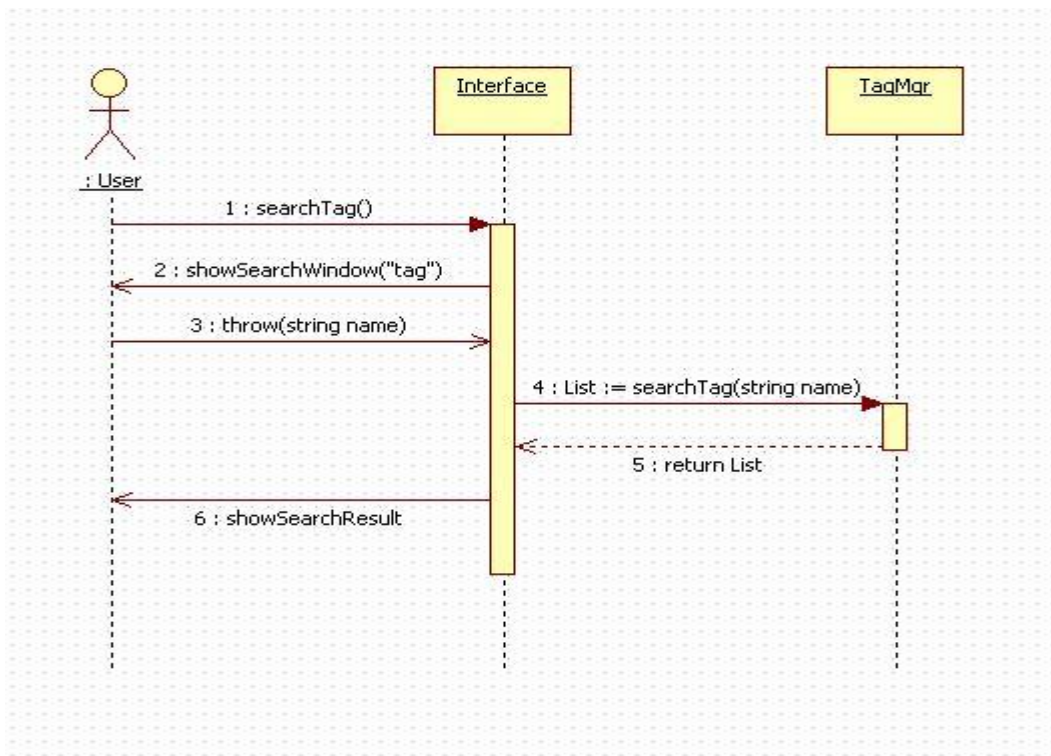 Interface
TagMgr
: User
1 : searchTag()
2 : showSearchWindow("tag")
3 : throw(string name)
4 : List := searchTag(string name)
5 : return List
6 : showSearchResult